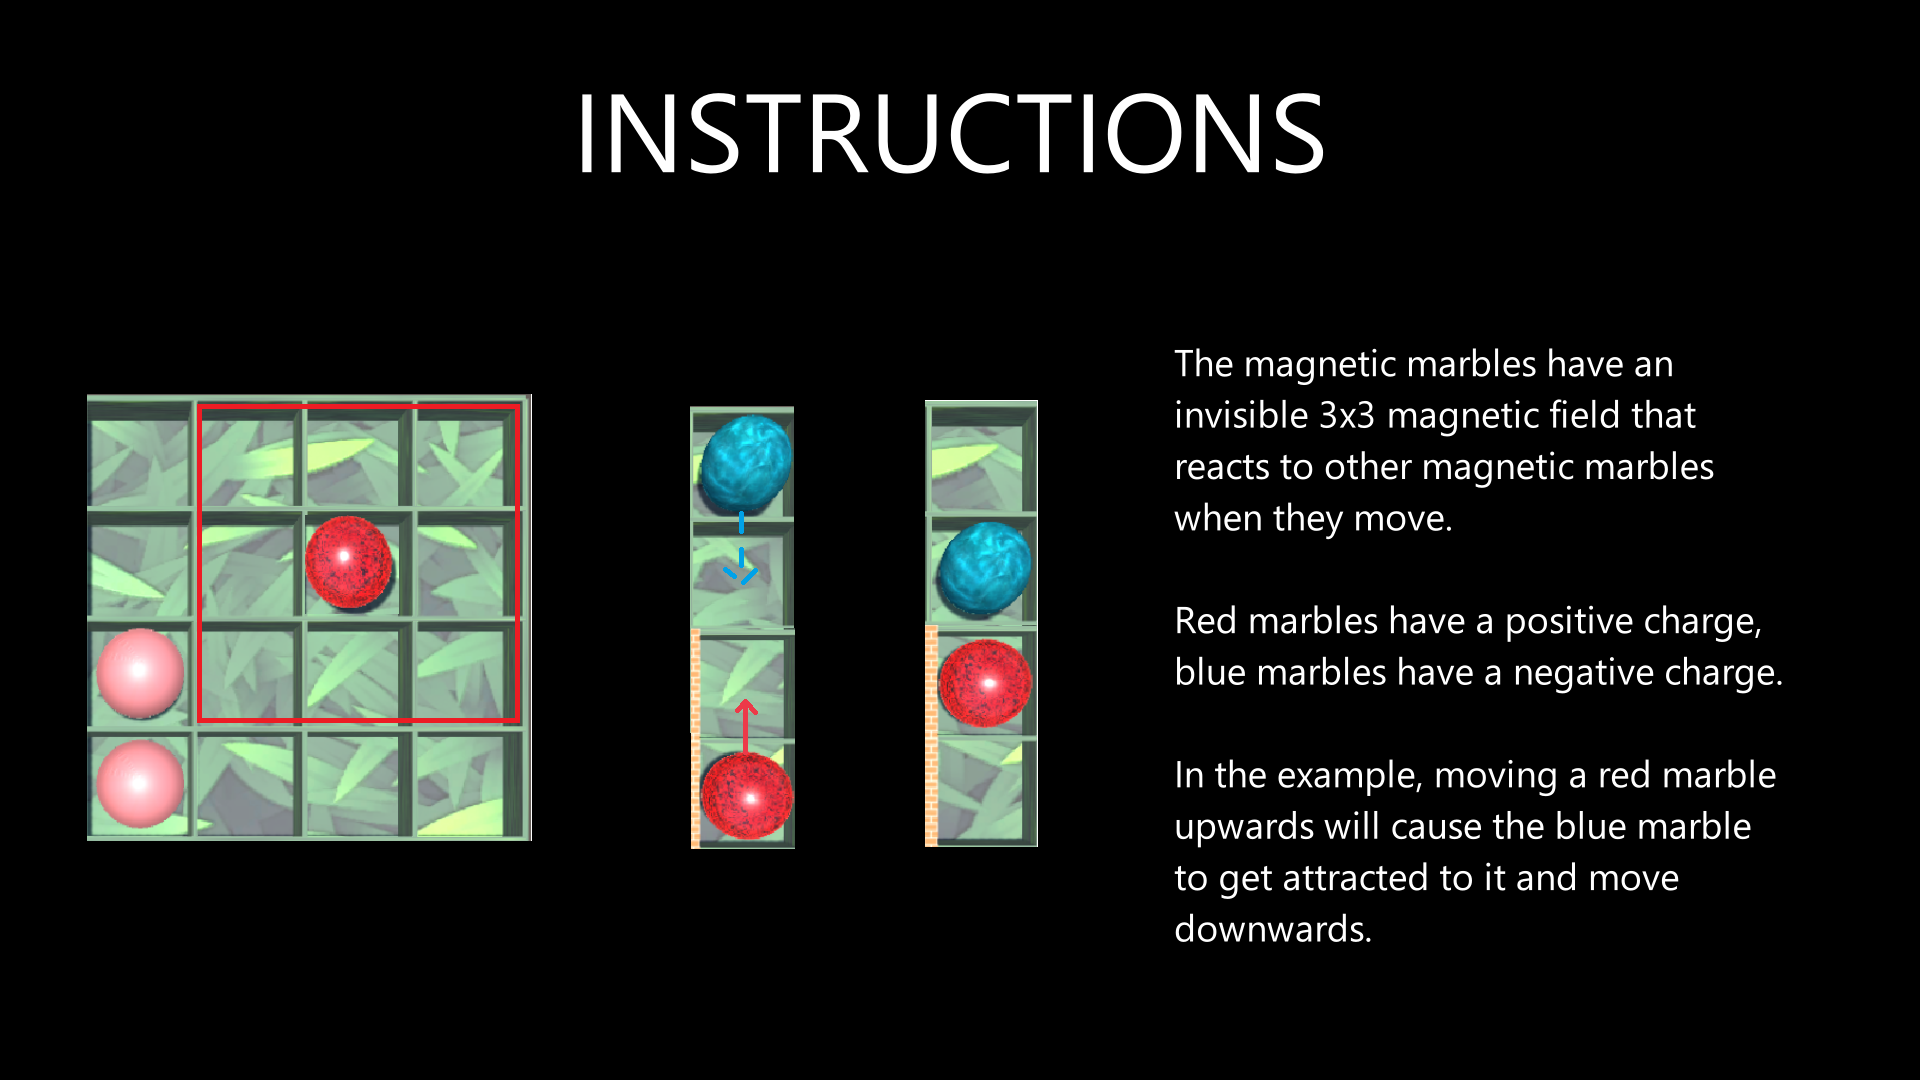 INSTRUCTIONS
The magnetic marbles have an
invisible 3x3 magnetic field that
reacts to other magnetic marbles
when they move.
Red marbles have a positive charge,
blue marbles have a negative charge.
In the example, moving a red marble
upwards will cause the blue marble
to get attracted to it and move
downwards.